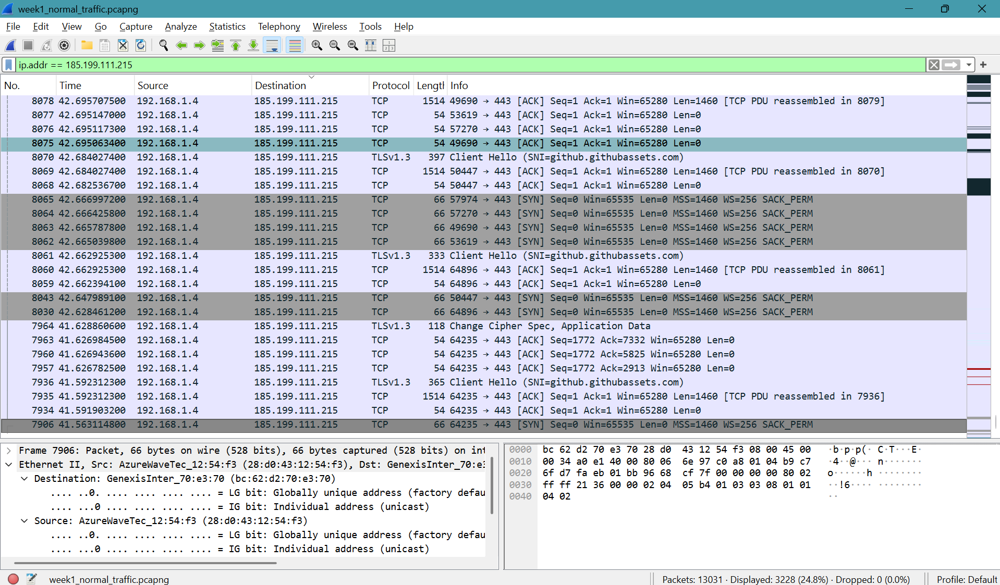 week1_normal_traffic.pcapng
File Edit View Go Capture Analyze Statistics Telephony Wireless Tools Help
ip.addr == 185.199.111.215
No. Time Source Destination Protocol Length Info
8078 42.695707500 192.168.1.4 185.199.111.215 TCP 1514 49690 → 443 [ACK] Seq=1 Ack=1 Win=65280 Len=1460 [TCP PDU reassembled in 8079]
8077 42.695147000 192.168.1.4 185.199.111.215 TCP 54 53619 → 443 [ACK] Seq=1 Ack=1 Win=65280 Len=0
8076 42.695117300 192.168.1.4 185.199.111.215 TCP 54 57270 → 443 [ACK] Seq=1 Ack=1 Win=65280 Len=0
8075 42.695063400 192.168.1.4 185.199.111.215 TCP 54 49690 → 443 [ACK] Seq=1 Ack=1 Win=65280 Len=0
8070 42.684027400 192.168.1.4 185.199.111.215 TLSv1.3 397 Client Hello (SNI=github.githubassets.com)
8069 42.684027400 192.168.1.4 185.199.111.215 TCP 1514 50447 → 443 [ACK] Seq=1 Ack=1 Win=65280 Len=1460 [TCP PDU reassembled in 8070]
8068 42.682536700 192.168.1.4 185.199.111.215 TCP 54 50447 → 443 [ACK] Seq=1 Ack=1 Win=65280 Len=0
8065 42.666997200 192.168.1.4 185.199.111.215 TCP 66 57974 → 443 [SYN] Seq=0 Win=65535 Len=0 MSS=1460 WS=256 SACK_PERM
8064 42.666425800 192.168.1.4 185.199.111.215 TCP 66 57270 → 443 [SYN] Seq=0 Win=65535 Len=0 MSS=1460 WS=256 SACK_PERM
8063 42.665787800 192.168.1.4 185.199.111.215 TCP 66 49690 → 443 [SYN] Seq=0 Win=65535 Len=0 MSS=1460 WS=256 SACK_PERM
8062 42.665039800 192.168.1.4 185.199.111.215 TCP 66 53619 → 443 [SYN] Seq=0 Win=65535 Len=0 MSS=1460 WS=256 SACK_PERM
8061 42.662925300 192.168.1.4 185.199.111.215 TLSv1.3 333 Client Hello (SNI=github.githubassets.com)
8060 42.662925300 192.168.1.4 185.199.111.215 TCP 1514 64896 → 443 [ACK] Seq=1 Ack=1 Win=65280 Len=1460 [TCP PDU reassembled in 8061]
8059 42.662394100 192.168.1.4 185.199.111.215 TCP 54 64896 → 443 [ACK] Seq=1 Ack=1 Win=65280 Len=0
8043 42.647989100 192.168.1.4 185.199.111.215 TCP 66 50447 → 443 [SYN] Seq=0 Win=65535 Len=0 MSS=1460 WS=256 SACK_PERM
8030 42.628461200 192.168.1.4 185.199.111.215 TCP 66 64896 → 443 [SYN] Seq=0 Win=65535 Len=0 MSS=1460 WS=256 SACK_PERM
7964 41.628860600 192.168.1.4 185.199.111.215 TLSv1.3 118 Change Cipher Spec, Application Data
7963 41.626984500 192.168.1.4 185.199.111.215 TCP 54 64235 → 443 [ACK] Seq=1772 Ack=7332 Win=65280 Len=0
7960 41.626943600 192.168.1.4 185.199.111.215 TCP 54 64235 → 443 [ACK] Seq=1772 Ack=5825 Win=65280 Len=0
7957 41.626782500 192.168.1.4 185.199.111.215 TCP 54 64235 → 443 [ACK] Seq=1772 Ack=2913 Win=65280 Len=0
7936 41.592312300 192.168.1.4 185.199.111.215 TLSv1.3 365 Client Hello (SNI=github.githubassets.com)
7935 41.592312300 192.168.1.4 185.199.111.215 TCP 1514 64235 → 443 [ACK] Seq=1 Ack=1 Win=65280 Len=1460 [TCP PDU reassembled in 7936]
7934 41.591903200 192.168.1.4 185.199.111.215 TCP 54 64235 → 443 [ACK] Seq=1 Ack=1 Win=65280 Len=0
7906 41.563114800 192.168.1.4 185.199.111.215 TCP 66 64235 → 443 [SYN] Seq=0 Win=65535 Len=0 MSS=1460 WS=256 SACK_PERM
Frame 7906: Packet, 66 bytes on wire (528 bits), 66 bytes captured (528 bits) on int
Ethernet II, Src: AzureWaveTec_12:54:f3 (28:d0:43:12:54:f3), Dst: GenexisInter_70:e3
Destination: GenexisInter_70:e3:70 (bc:62:d2:70:e3:70)
.... ..0. .... .... .... .... = LG bit: Globally unique address (factory defau
.... ...0 .... .... .... .... = IG bit: Individual address (unicast)
Source: AzureWaveTec_12:54:f3 (28:d0:43:12:54:f3)
.... ..0. .... .... .... .... = LG bit: Globally unique address (factory defau
.... ...0 .... .... .... .... = IG bit: Individual address (unicast)
0000 bc 62 d2 70 e3 70 28 d0 43 12 54 f3 08 00 45 00 ·b·p·p(· C·T···E·
0010 00 34 a0 e1 40 00 80 06 6e 97 c0 a8 01 04 b9 c7 ·4··@··· n·······
0020 6f d7 fa eb 01 bb 96 68 cf 7f 00 00 00 00 80 02 o······h ········
0030 ff ff 21 36 00 00 02 04 05 b4 01 03 03 08 01 01 ··!6···· ········
0040 04 02 ··
week1_normal_traffic.pcapng
Packets: 13031 · Displayed: 3228 (24.8%) · Dropped: 0 (0.0%)
Profile: Default